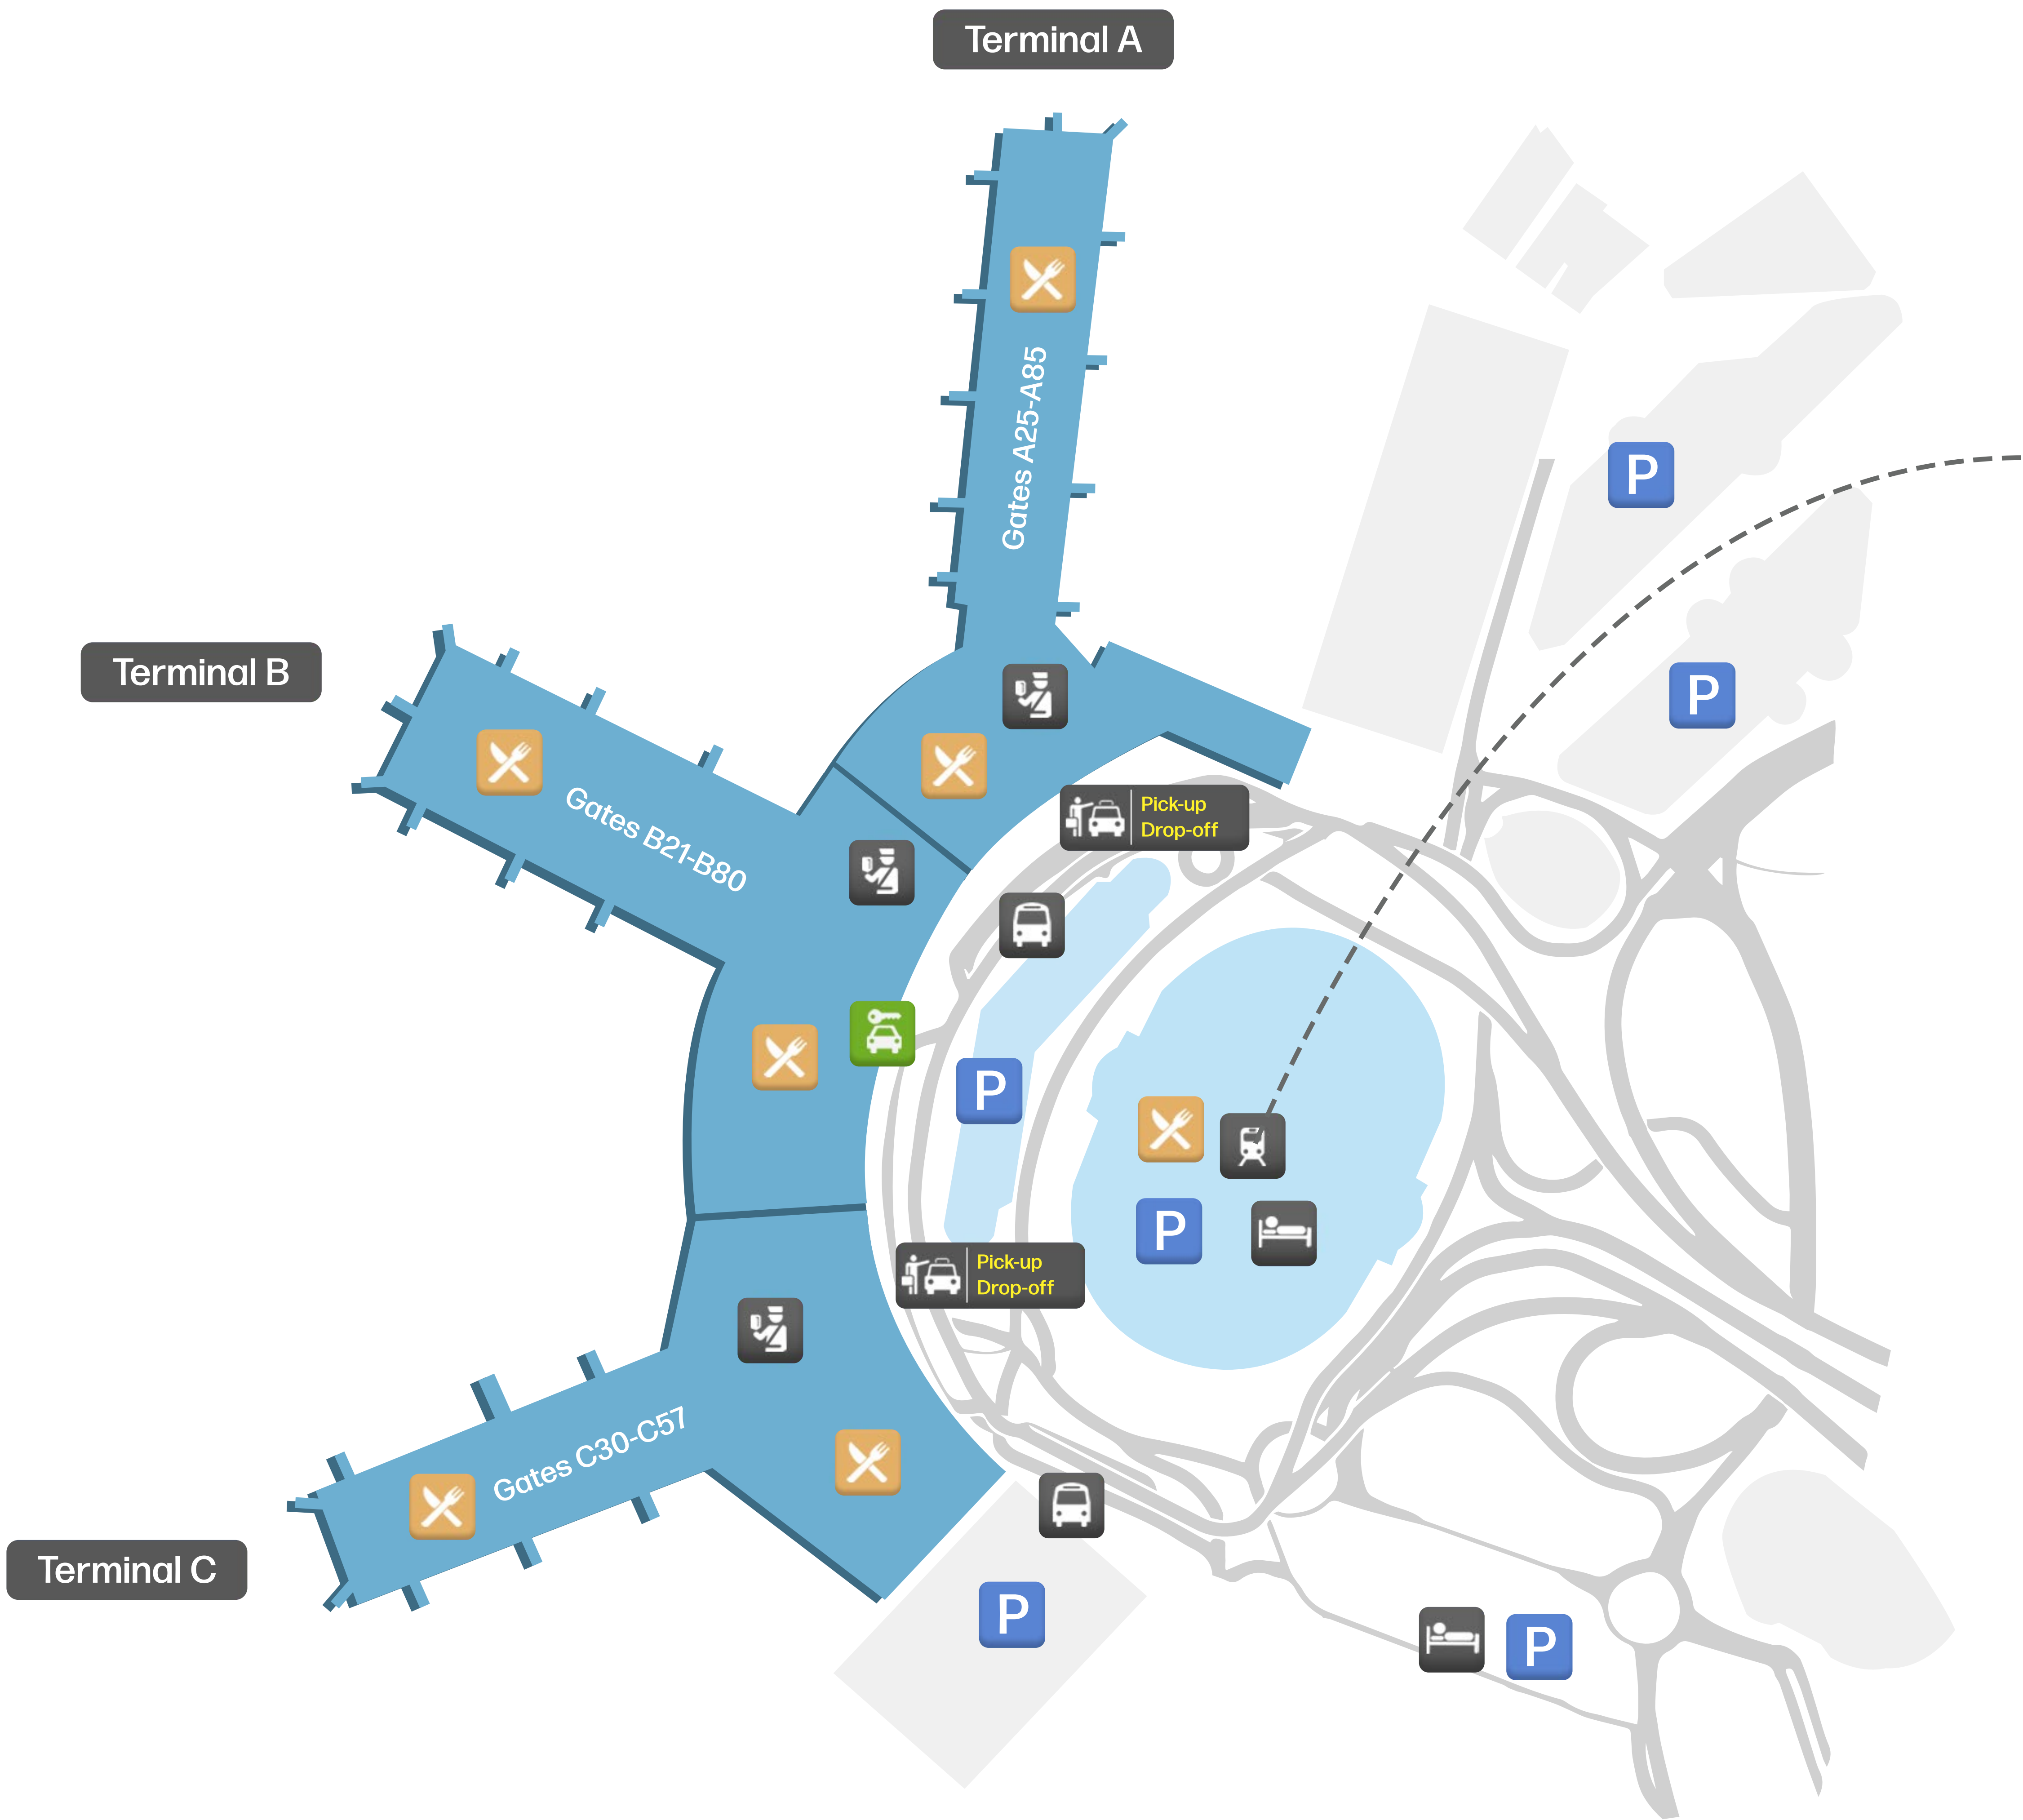 Terminal A
Gates A25-A85
P
Terminal B
P
Gates B21-B80
Pick-up
Drop-off
P
P
Pick-up
Drop-off
Gates C30-C57
Terminal C
P
P